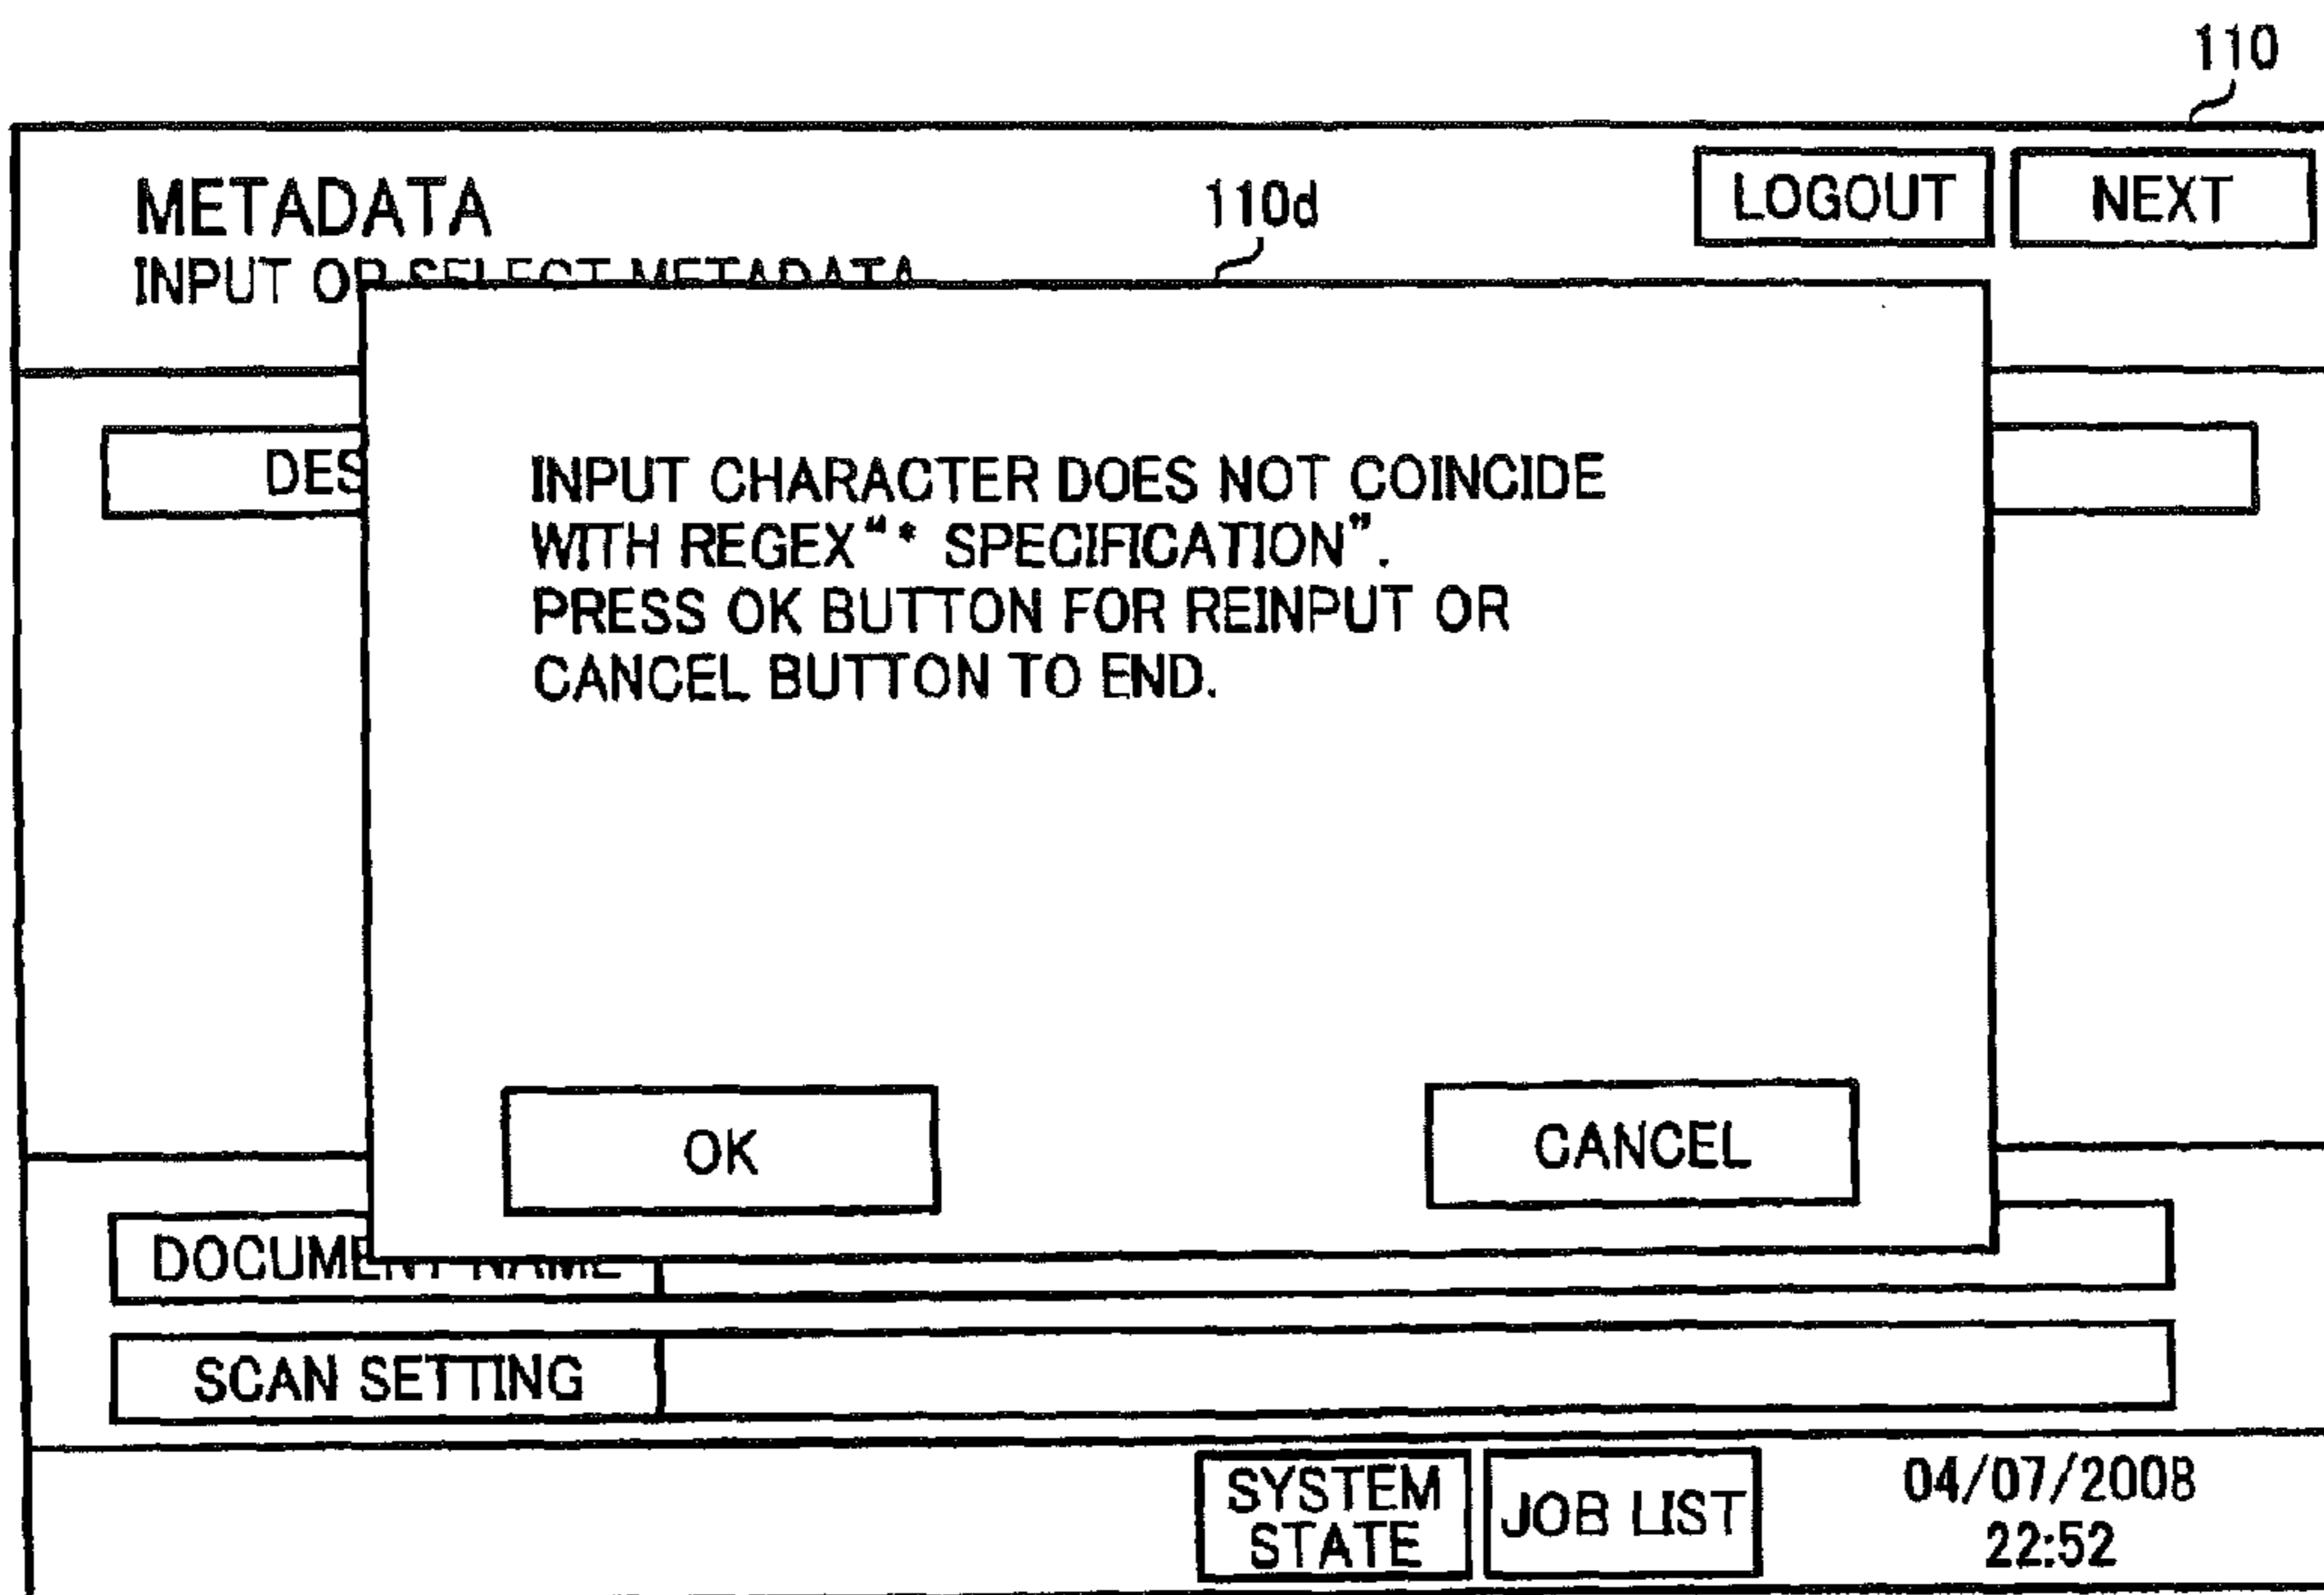 110
METADATA
110d
LOGOUT
NEXT
INPUT OR SELECT METADATA
DES
INPUT CHARACTER DOES NOT COINCIDE
WITH REGEX“* SPECIFICATION”.
PRESS OK BUTTON FOR REINPUT OR
CANCEL BUTTON TO END.
OK
CANCEL
DOCUMENT NAME
SCAN SETTING
SYSTEM
STATE
JOB LIST
04/07/2008
22:52